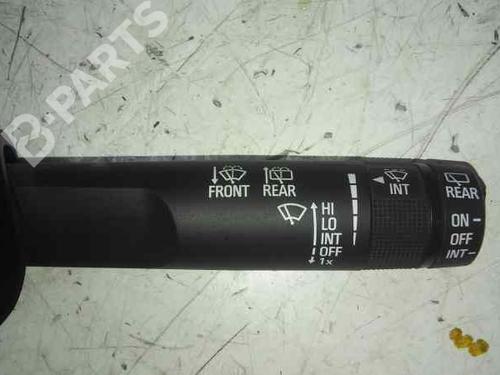 B-PARTS
FRONT
REAR
HI
LO
INT
OFF
1x
INT
REAR
ON
OFF
INT